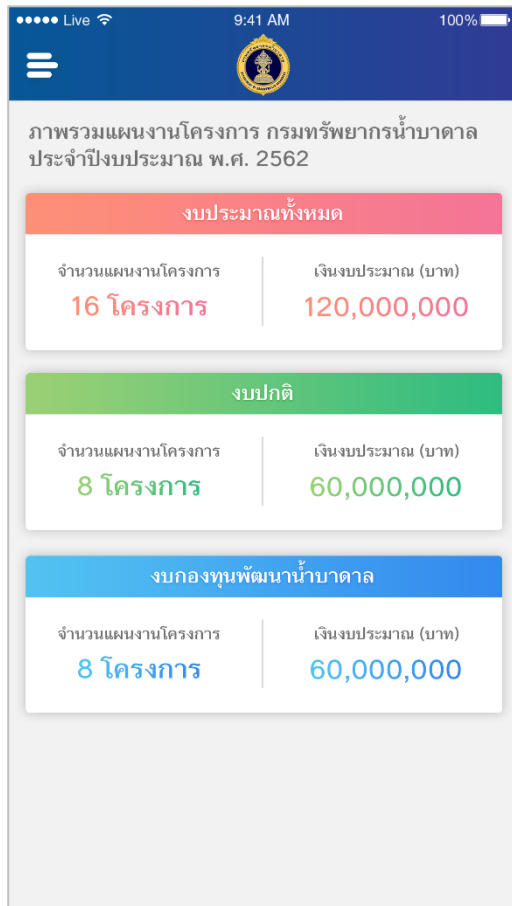 Live 9:41 AM 100%
ภาพรวมแผนงานโครงการ กรมทรัพยากรน้ำบาดาล
ประจำปีงบประมาณ พ.ศ. 2562
งบประมาณทั้งหมด
จำนวนแผนงานโครงการ เงินงบประมาณ (บาท)
16 โครงการ 120,000,000
งบปกติ
จำนวนแผนงานโครงการ เงินงบประมาณ (บาท)
8 โครงการ 60,000,000
งบกองทุนพัฒนาน้ำบาดาล
จำนวนแผนงานโครงการ เงินงบประมาณ (บาท)
8 โครงการ 60,000,000